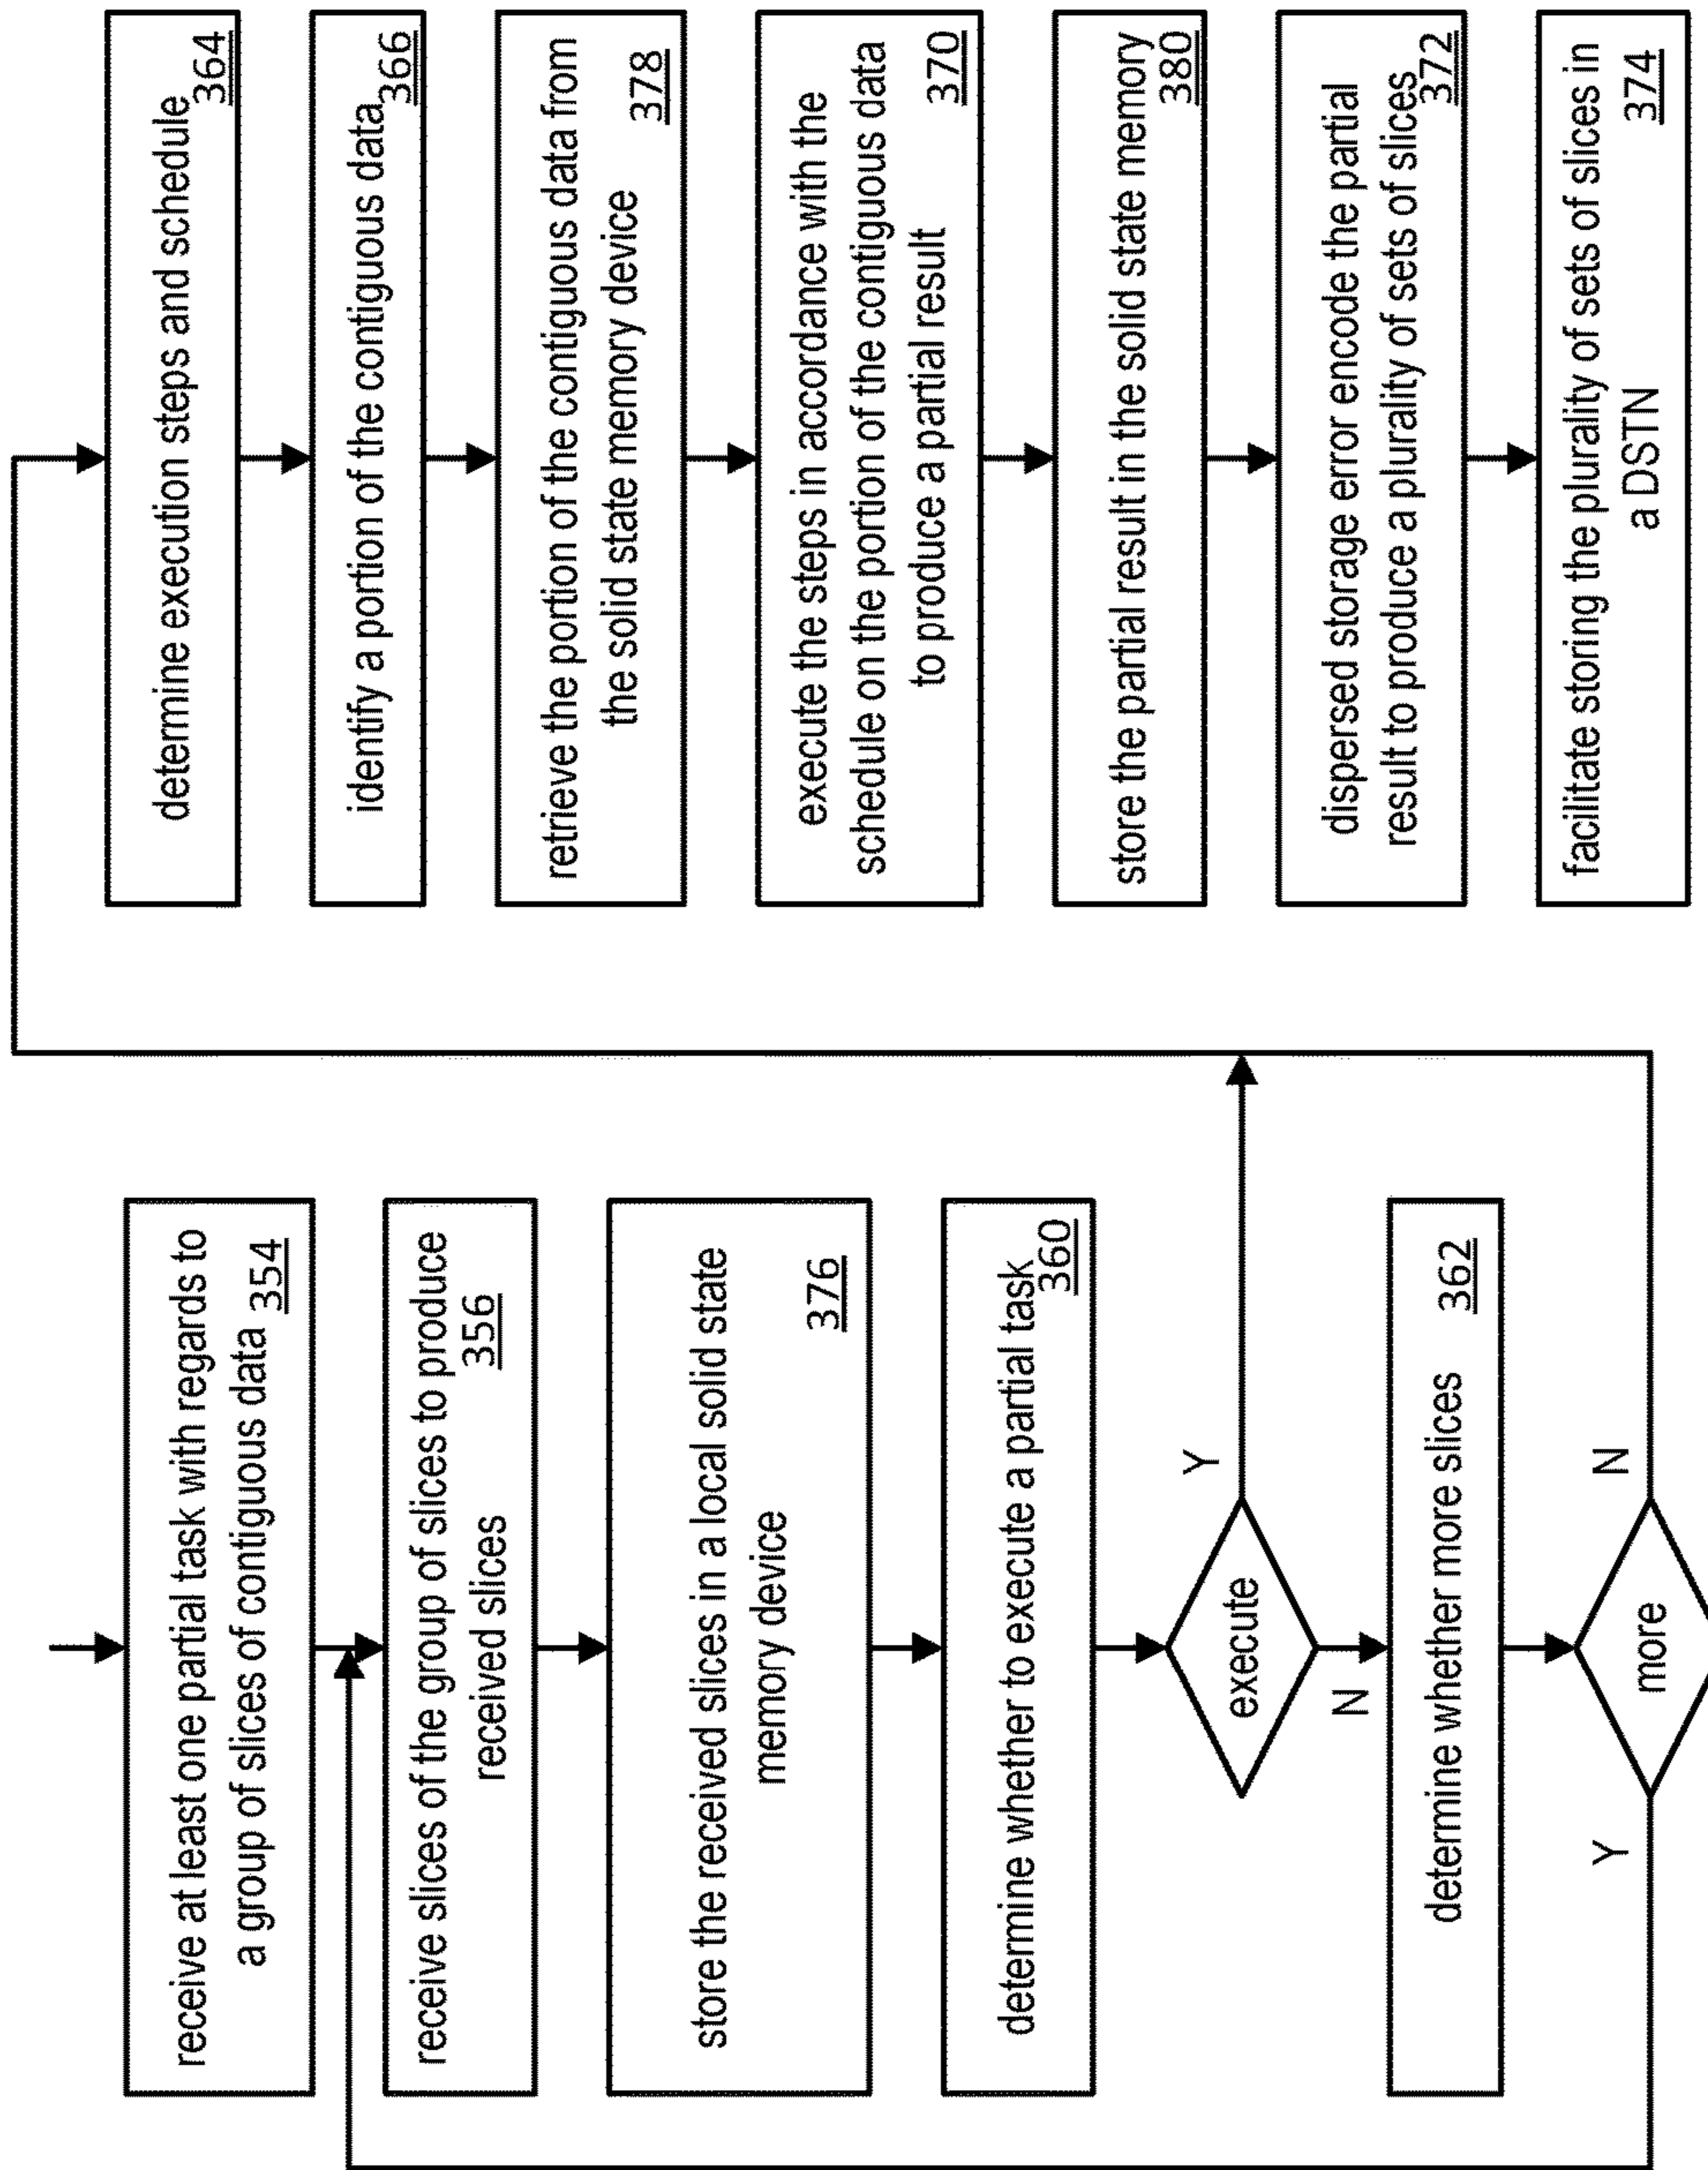 receive at least one partial task with regards to
a group of slices of contiguous data 354
receive slices of the group of slices to produce
received slices 356
store the received slices in a local solid state
memory device 376
determine whether to execute a partial task
360
execute
Y
N
determine whether more slices 362
more
Y
N
determine execution steps and schedule
364
identify a portion of the contiguous data
366
retrieve the portion of the contiguous data from
the solid state memory device 378
execute the steps in accordance with the
schedule on the portion of the contiguous data
to produce a partial result 370
store the partial result in the solid state memory
380
dispersed storage error encode the partial
result to produce a plurality of sets of slices
372
facilitate storing the plurality of sets of slices in
a DSTN 374